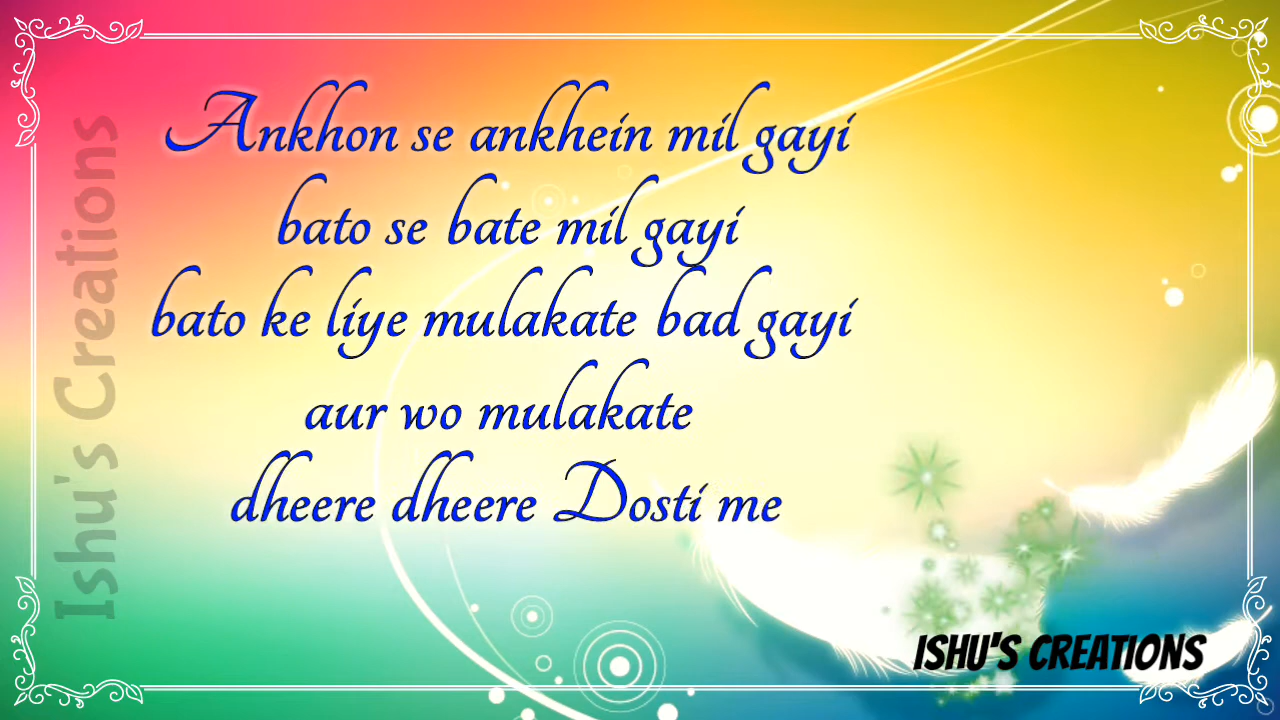 Ankhon se ankhein mil gayi
bato se bate mil gayi
bato ke liye mulakate bad gayi
aur wo mulakate
dheere dheere Dosti me
Ishu's Creations
ISHU'S CREATIONS